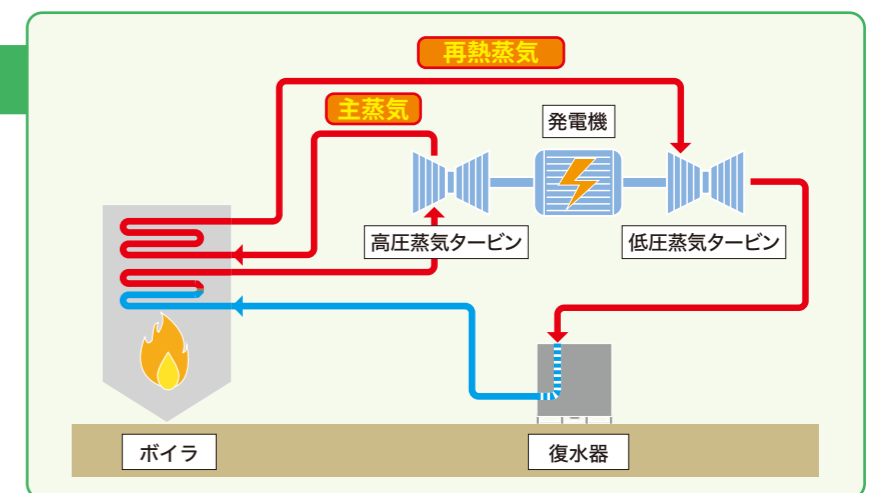 再熱蒸気
主蒸気
発電機
高圧蒸気タービン
低圧蒸気タービン
ボイラ
復水器